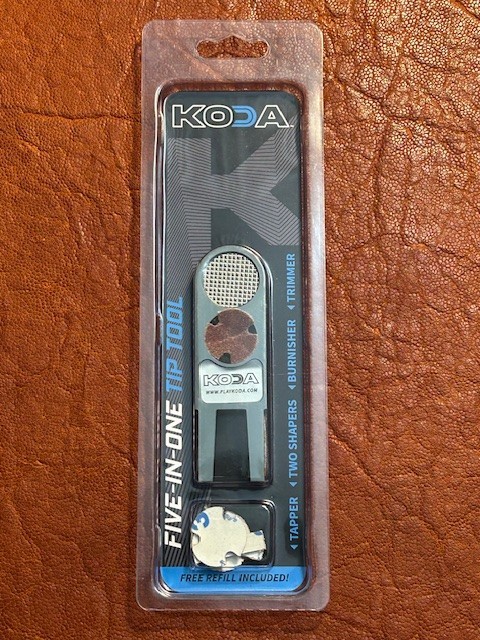 KODA
FIVE-IN-ONE TIP TOOL
TAPPER TWO SHAPERS BURNISHER TRIMMER
KODA
WWW.PLAYKODA.COM
FREE REFILL INCLUDED!